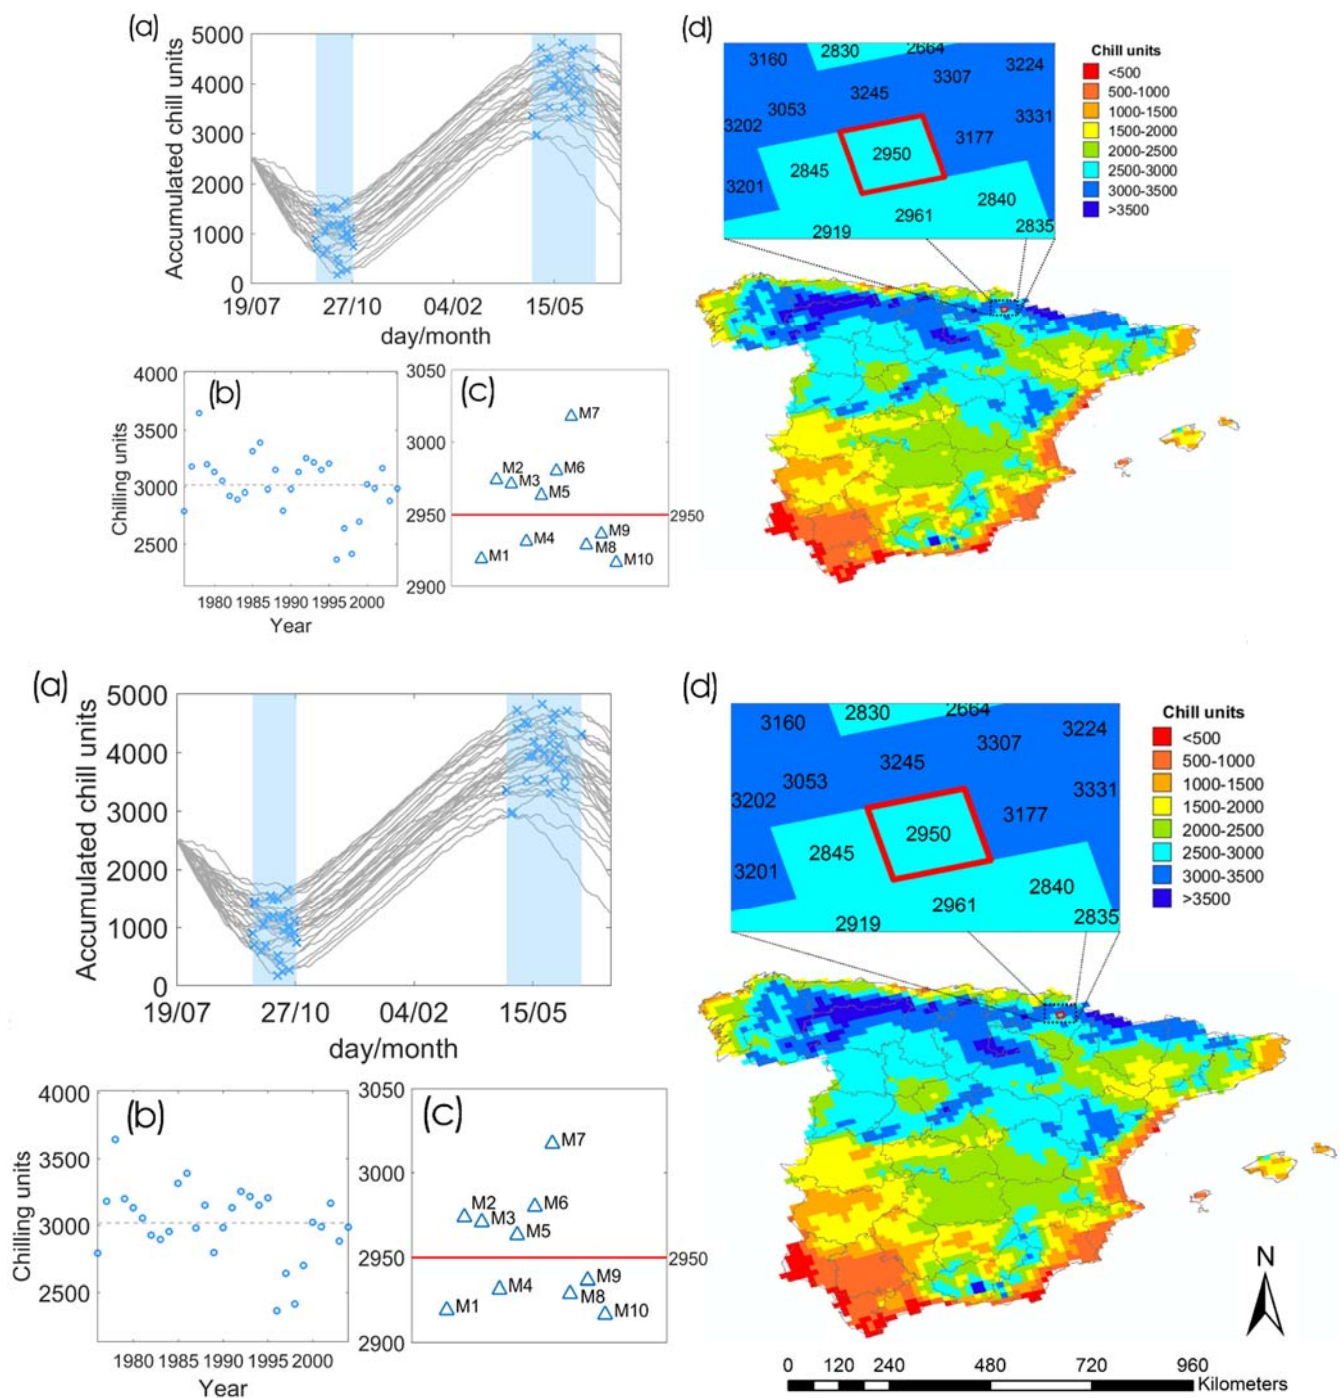 (a)
5000
4000
3000
2000
1000
0
Accumulated chill units
19/07 27/10 04/02 15/05
day/month
(b)
4000
3500
3000
2500
Chilling units
1980 1985 1990 1995 2000
Year
(c)
3050
3000
2950
2900
M7
M2
M3
M6
M5
2950
M1
M4
M9
M8
M10
(d)
3160 2830 2664 3224
3307
3245
3053
3202 3331
3177
2950
2845
3201
2840
2961
2919 2835
Chill units
<500
500-1000
1000-1500
1500-2000
2000-2500
2500-3000
3000-3500
>3500
(a)
5000
4000
3000
2000
1000
0
Accumulated chill units
19/07 27/10 04/02 15/05
day/month
(b)
4000
3500
3000
2500
Chilling units
1980 1985 1990 1995 2000
Year
(c)
3050
3000
2950
2900
M7
M2
M3
M6
M5
2950
M1
M4
M9
M8
M10
(d)
3160 2830 2664 3224
3307
3245
3053
3202 3331
3177
2950
2845
3201
2840
2961
2919 2835
Chill units
<500
500-1000
1000-1500
1500-2000
2000-2500
2500-3000
3000-3500
>3500
N
0 120 240 480 720 960
Kilometers